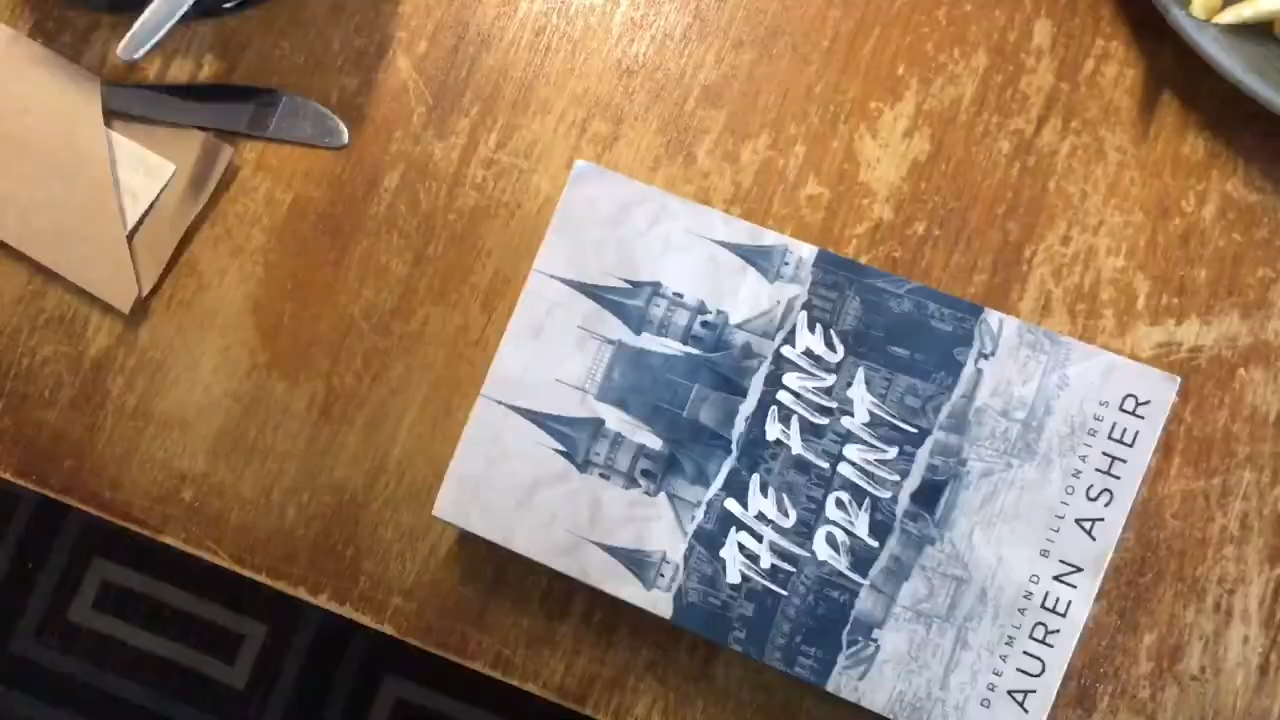 THE FINE
PRINT
DREAMLAND BILLIONAIRES
AUREN ASHER